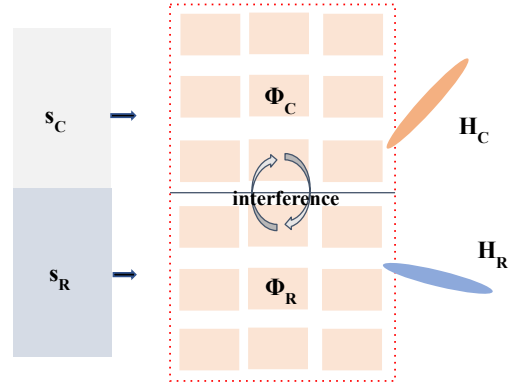 s_C
Φ_C
H_C
interference
s_R
Φ_R
H_R